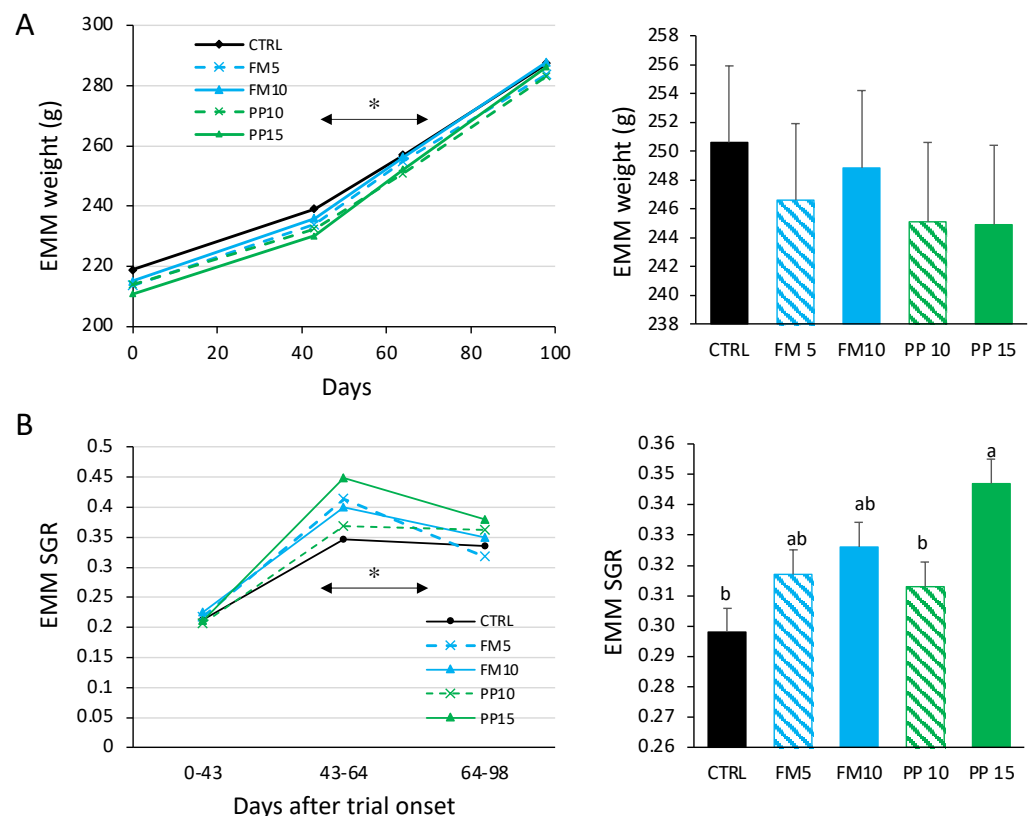 A
EMM weight (g)
300
280
260
240
220
200
CTRL
FM5
FM10
PP10
PP15
*
0 20 40 60 80 100
Days
EMM weight (g)
258
256
254
252
250
248
246
244
242
240
238
CTRL FM 5 FM10 PP 10 PP 15
B
EMM SGR
0.5
0.45
0.4
0.35
0.3
0.25
0.2
0.15
0.1
0.05
0
*
CTRL
FM5
FM10
PP10
PP15
0-43 43-64 64-98
Days after trial onset
EMM SGR
0.36
0.35
0.34
0.33
0.32
0.31
0.30
0.29
0.28
0.27
0.26
b ab ab b a
CTRL FM5 FM10 PP 10 PP 15